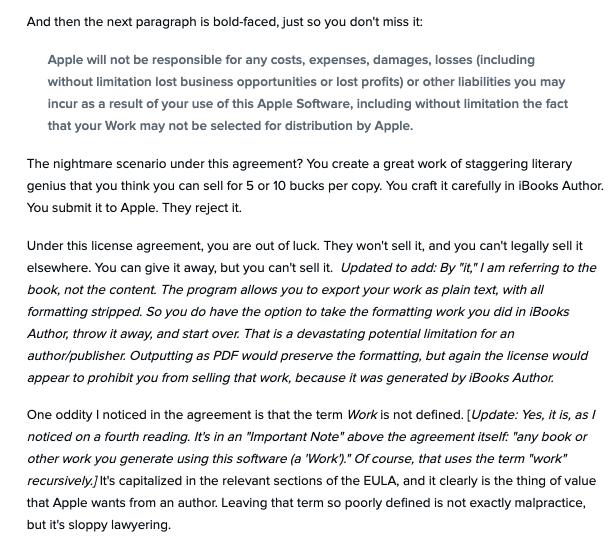 And then the next paragraph is bold-faced, just so you don't miss it:
Apple will not be responsible for any costs, expenses, damages, losses (including
without limitation lost business opportunities or lost profits) or other liabilities you may
incur as a result of your use of this Apple Software, including without limitation the fact
that your Work may not be selected for distribution by Apple.
The nightmare scenario under this agreement? You create a great work of staggering literary
genius that you think you can sell for 5 or 10 bucks per copy. You craft it carefully in iBooks Author.
You submit it to Apple. They reject it.
Under this license agreement, you are out of luck. They won't sell it, and you can't legally sell it
elsewhere. You can give it away, but you can't sell it. Updated to add: By "it," I am referring to the
book, not the content. The program allows you to export your work as plain text, with all
formatting stripped. So you do have the option to take the formatting work you did in iBooks
Author, throw it away, and start over. That is a devastating potential limitation for an
author/publisher. Outputting as PDF would preserve the formatting, but again the license would
appear to prohibit you from selling that work, because it was generated by iBooks Author.
One oddity I noticed in the agreement is that the term Work is not defined. [Update: Yes, it is, as I
noticed on a fourth reading. It's in an "Important Note" above the agreement itself: "any book or
other work you generate using this software (a 'Work')." Of course, that uses the term "work"
recursively.] It's capitalized in the relevant sections of the EULA, and it clearly is the thing of value
that Apple wants from an author. Leaving that term so poorly defined is not exactly malpractice,
but it's sloppy lawyering.